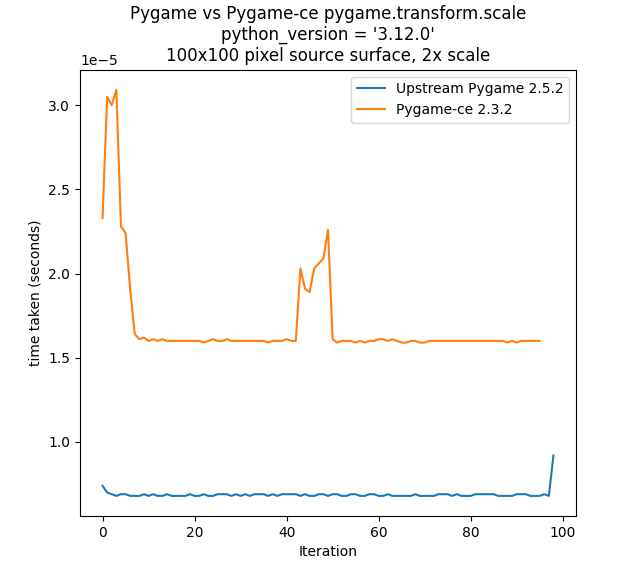 Pygame vs Pygame-ce pygame.transform.scale
python_version = '3.12.0'
100x100 pixel source surface, 2x scale
1e−5
Upstream Pygame 2.5.2
Pygame-ce 2.3.2
3.0
2.5
2.0
1.5
1.0
time taken (seconds)
0 20 40 60 80 100
Iteration